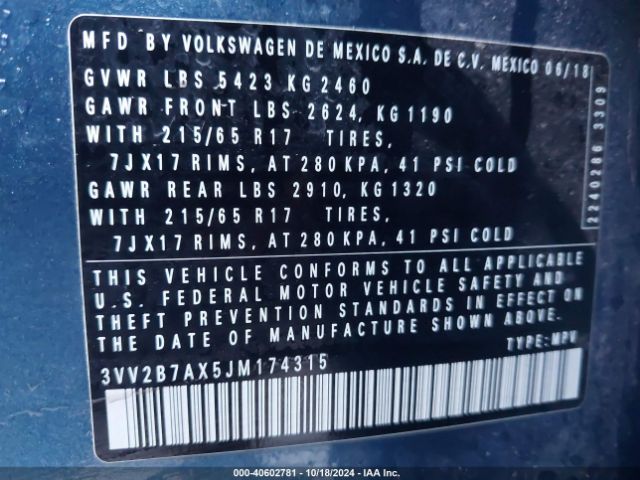 MFD BY VOLKSWAGEN DE MEXICO S.A. DE C.V. MEXICO 06/18
GVWR LBS 5423 KG 2460
GAWR FRONT LBS 2624, KG 1190
WITH 215/65 R17 TIRES,
7JX17 RIMS, AT 280 KPA, 41 PSI COLD
GAWR REAR LBS 2910, KG 1320
WITH 215/65 R17 TIRES,
7JX17 RIMS, AT 280 KPA, 41 PSI COLD
2240286 3309
THIS VEHICLE CONFORMS TO ALL APPLICABLE
U.S. FEDERAL MOTOR VEHICLE SAFETY AND
THEFT PREVENTION STANDARDS IN EFFECT ON
THE DATE OF MANUFACTURE SHOWN ABOVE.
TYPE: MPV
3VV2B7AX5JM174315
000-40602781 - 10/18/2024 - IAA Inc.